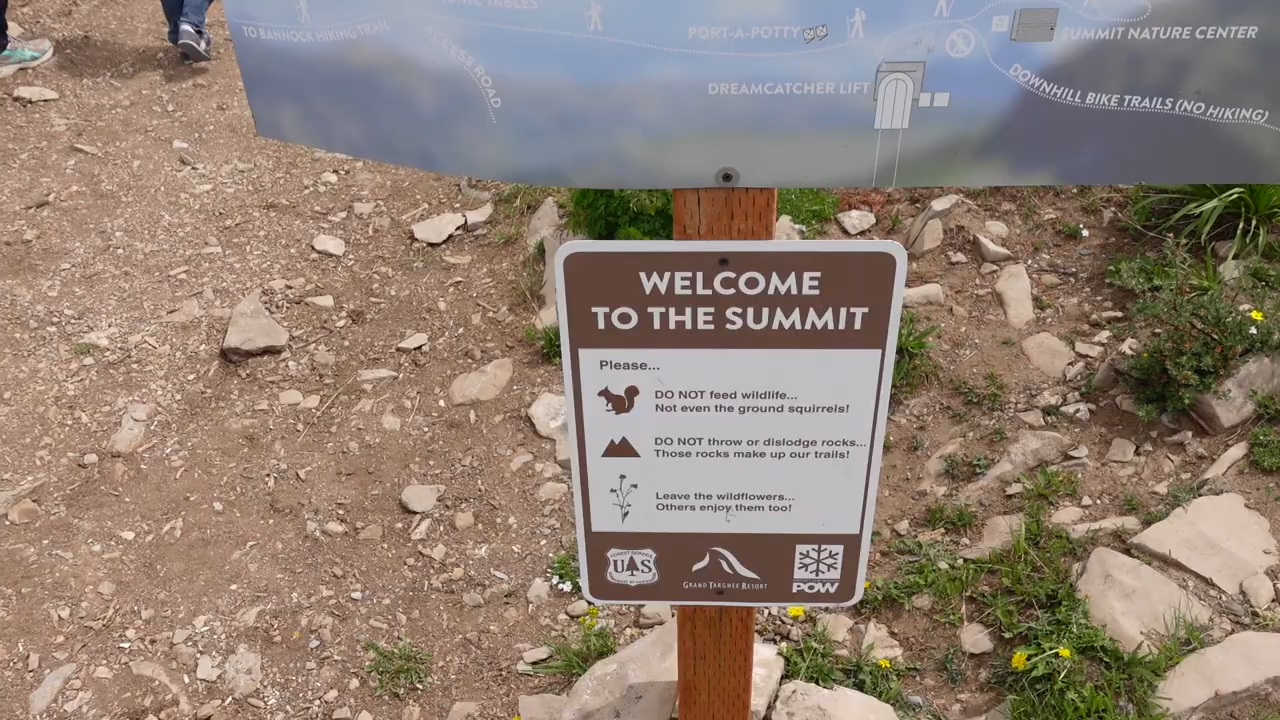 TABLES
TO BANNOCK HIKING TRAIL
ACCESS ROAD
PORT-A-POTTY
SUMMIT NATURE CENTER
DREAMCATCHER LIFT
DOWNHILL BIKE TRAILS (NO HIKING)
WELCOME
TO THE SUMMIT
Please...
DO NOT feed wildlife...
Not even the ground squirrels!
DO NOT throw or dislodge rocks...
Those rocks make up our trails!
Leave the wildflowers...
Others enjoy them too!
FOREST SERVICE
U S
DEPARTMENT OF AGRICULTURE
GRAND TARGHEE RESORT
POW